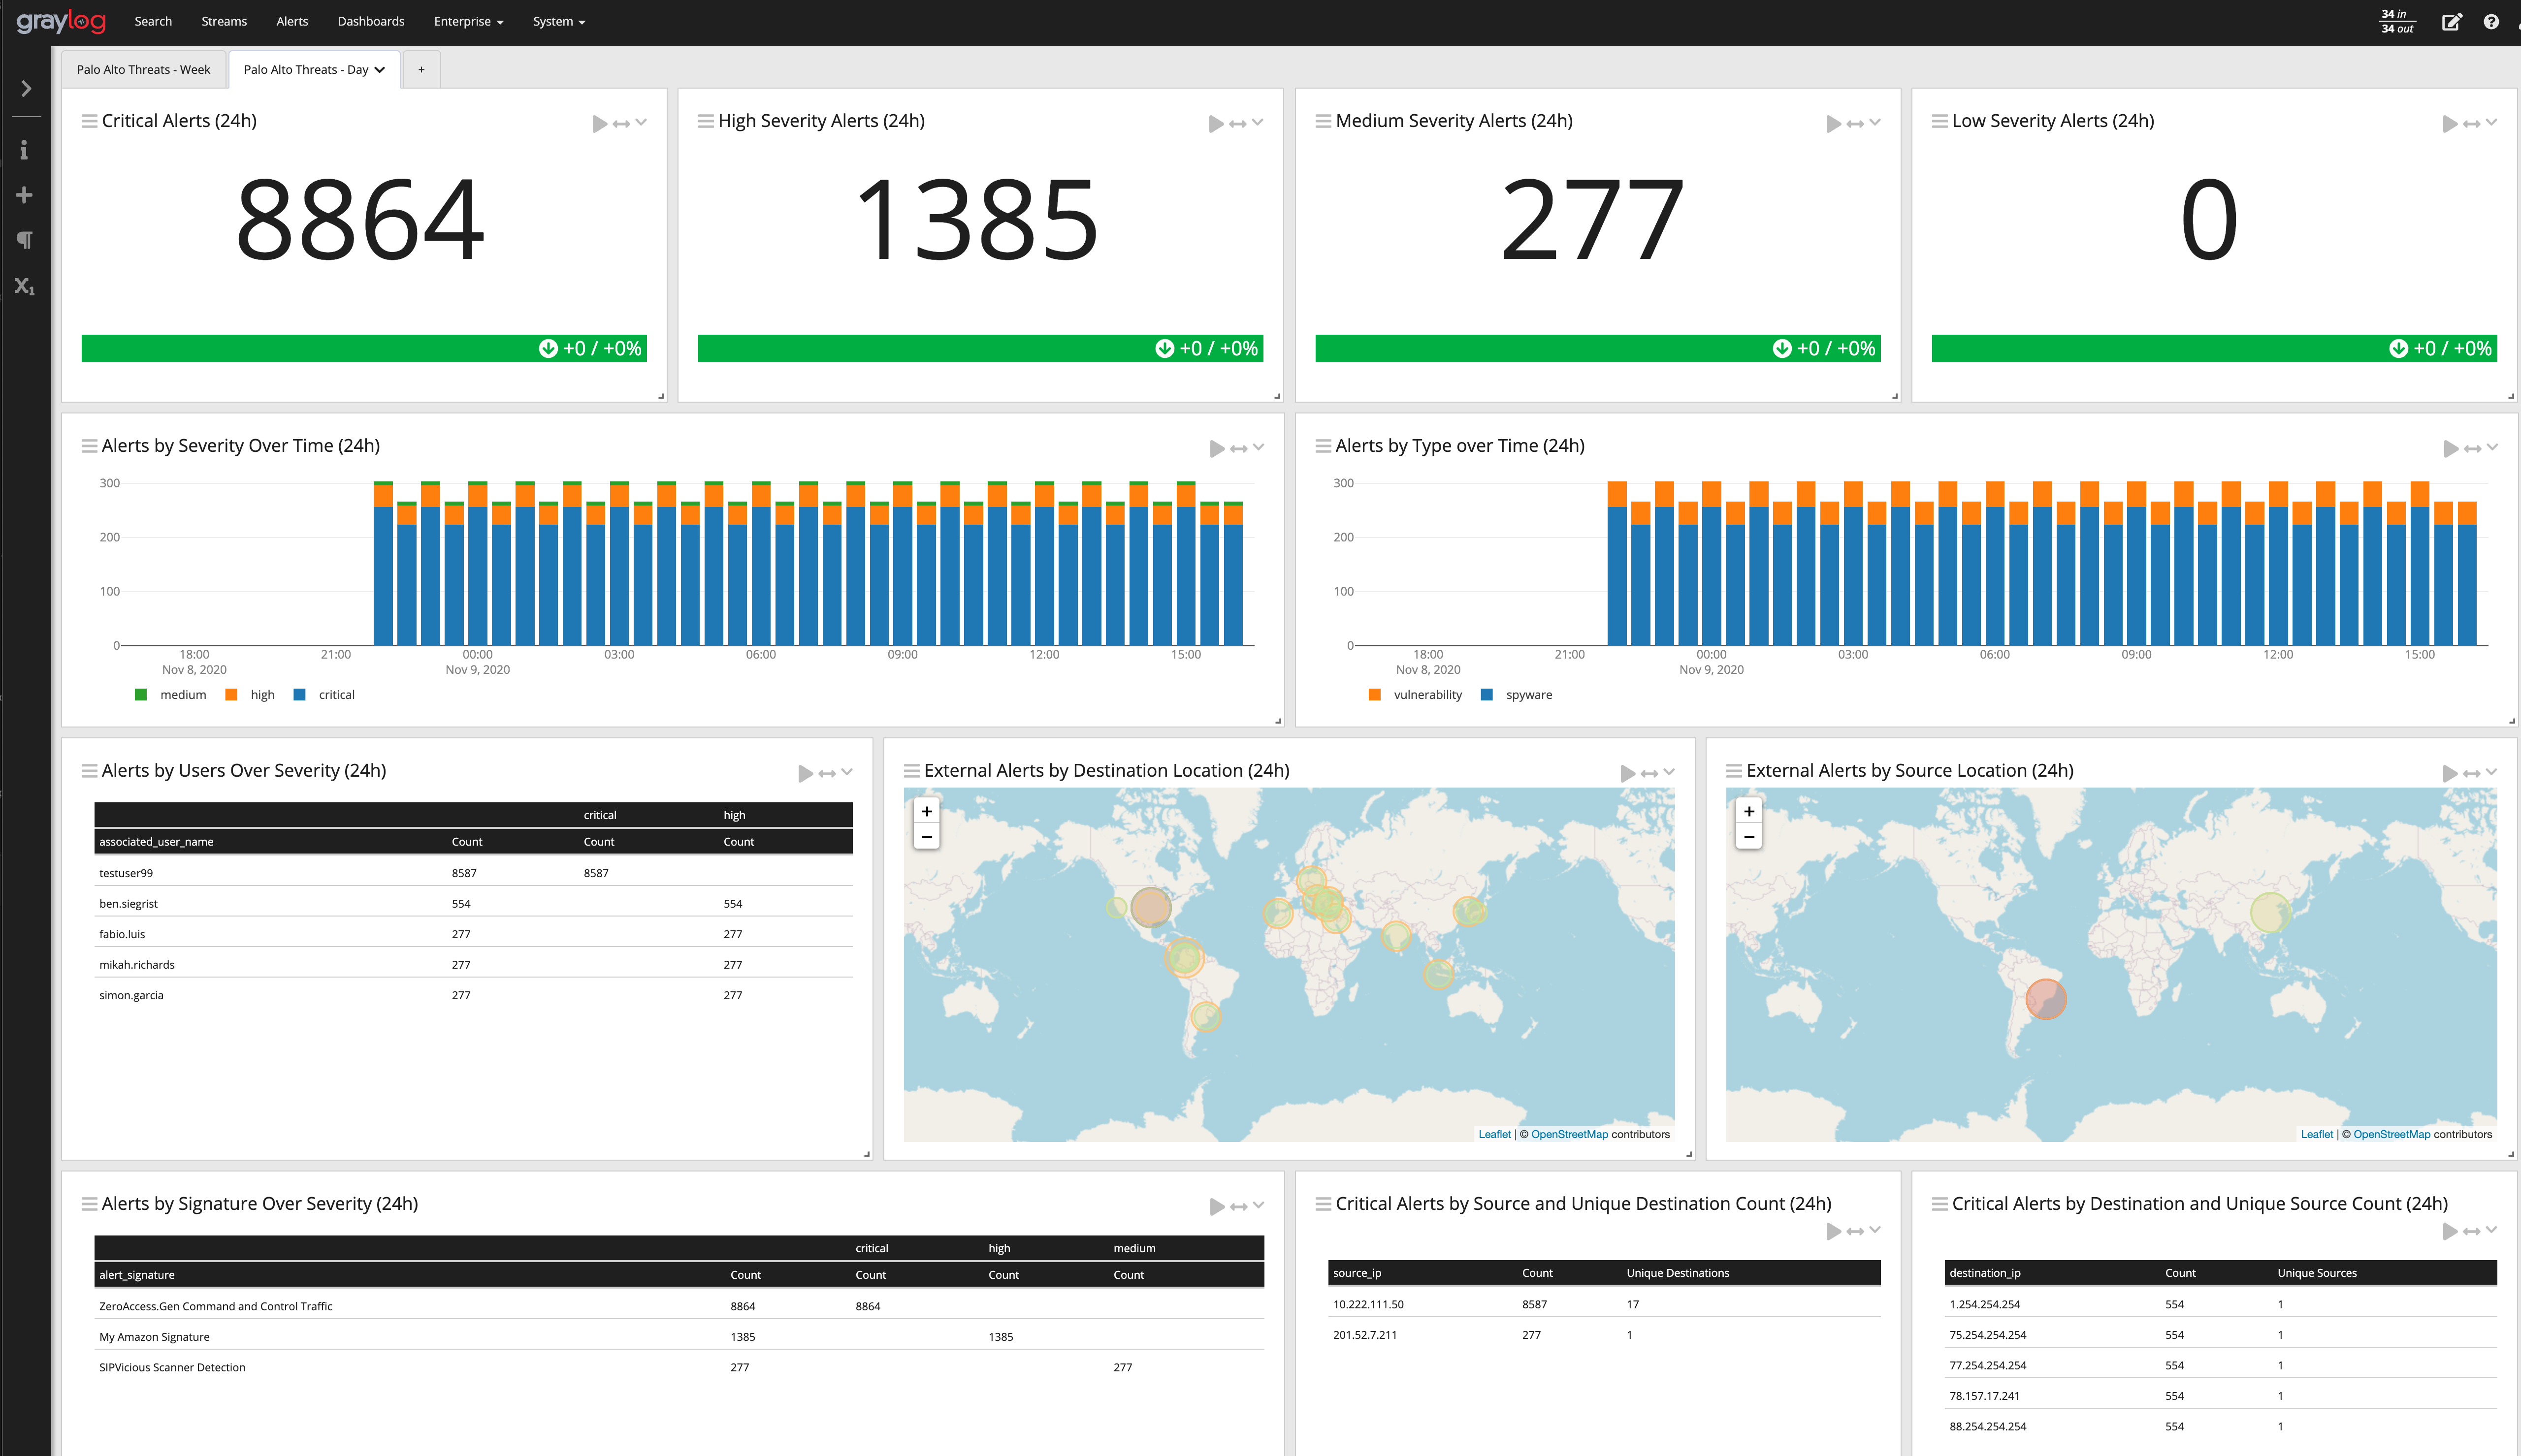 graylog Search Streams Alerts Dashboards Enterprise System 34 in
34 out
Palo Alto Threats - Week Palo Alto Threats - Day +
Critical Alerts (24h)
8864
+0 / +0%
High Severity Alerts (24h)
1385
+0 / +0%
Medium Severity Alerts (24h)
277
+0 / +0%
Low Severity Alerts (24h)
0
+0 / +0%
Alerts by Severity Over Time (24h)
300
200
100
0
18:00 21:00 00:00 03:00 06:00 09:00 12:00 15:00
Nov 8, 2020 Nov 9, 2020
medium high critical
Alerts by Type over Time (24h)
300
200
100
0
18:00 21:00 00:00 03:00 06:00 09:00 12:00 15:00
Nov 8, 2020 Nov 9, 2020
vulnerability spyware
Alerts by Users Over Severity (24h)
critical high
associated_user_name Count Count Count
testuser99 8587 8587
ben.siegrist 554 554
fabio.luis 277 277
mikah.richards 277 277
simon.garcia 277 277
External Alerts by Destination Location (24h)
+
−
Leaflet | © OpenStreetMap contributors
External Alerts by Source Location (24h)
+
−
Leaflet | © OpenStreetMap contributors
Alerts by Signature Over Severity (24h)
critical high medium
alert_signature Count Count Count Count
ZeroAccess.Gen Command and Control Traffic 8864 8864
My Amazon Signature 1385 1385
SIPVicious Scanner Detection 277 277
Critical Alerts by Source and Unique Destination Count (24h)
source_ip Count Unique Destinations
10.222.111.50 8587 17
201.52.7.211 277 1
Critical Alerts by Destination and Unique Source Count (24h)
destination_ip Count Unique Sources
1.254.254.254 554 1
75.254.254.254 554 1
77.254.254.254 554 1
78.157.17.241 554 1
88.254.254.254 554 1